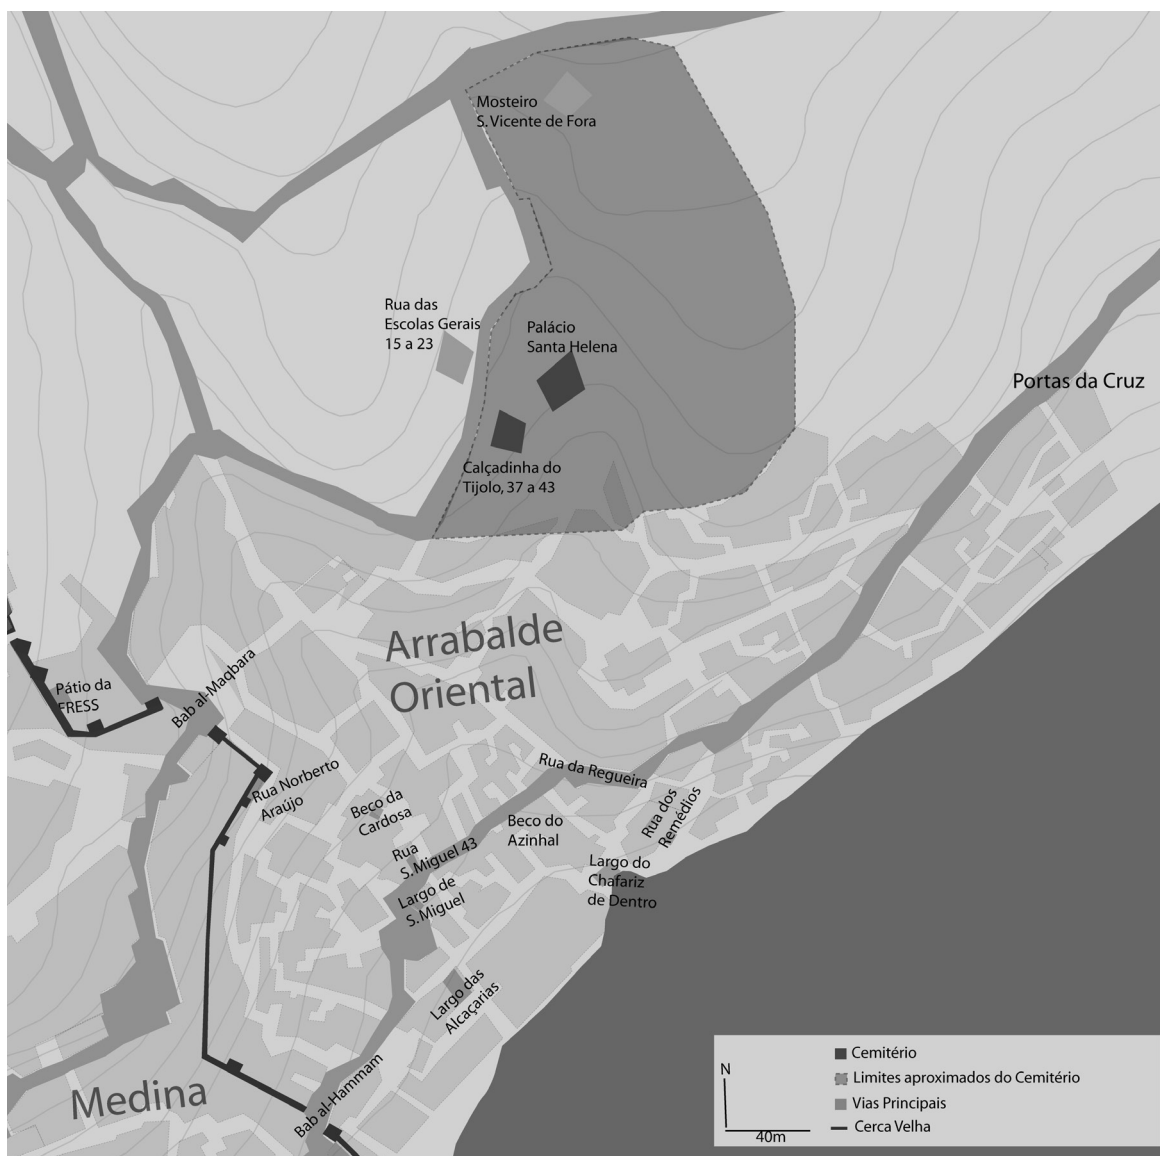 Mosteiro
S. Vicente de Fora
Rua das
Escolas Gerais
15 a 23
Palácio
Santa Helena
Portas da Cruz
Calçadinha do
Tijolo, 37 a 43
Arrabalde
Oriental
Pátio da
FRESS
Bab al-Maqbara
Rua Norberto
Araújo
Beco da
Cardosa
Rua da Regueira
Rua dos
Remédios
Beco do
Azinhal
Rua
S. Miguel 43
Largo de
S. Miguel
Largo do
Chafariz
de Dentro
Largo das
Alcaçarias
Medina
Bab al-Hammam
N
40m
Cemitério
Limites aproximados do Cemitério
Vias Principais
Cerca Velha